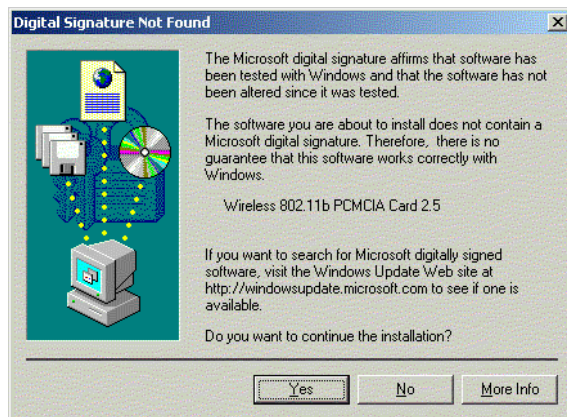 Digital Signature Not Found
The Microsoft digital signature affirms that software has
been tested with Windows and that the software has not
been altered since it was tested.
The software you are about to install does not contain a
Microsoft digital signature. Therefore, there is no
guarantee that this software works correctly with
Windows.
Wireless 802.11b PCMCIA Card 2.5
If you want to search for Microsoft digitally signed
software, visit the Windows Update Web site at
http://windowsupdate.microsoft.com to see if one is
available.
Do you want to continue the installation?
Yes No More Info